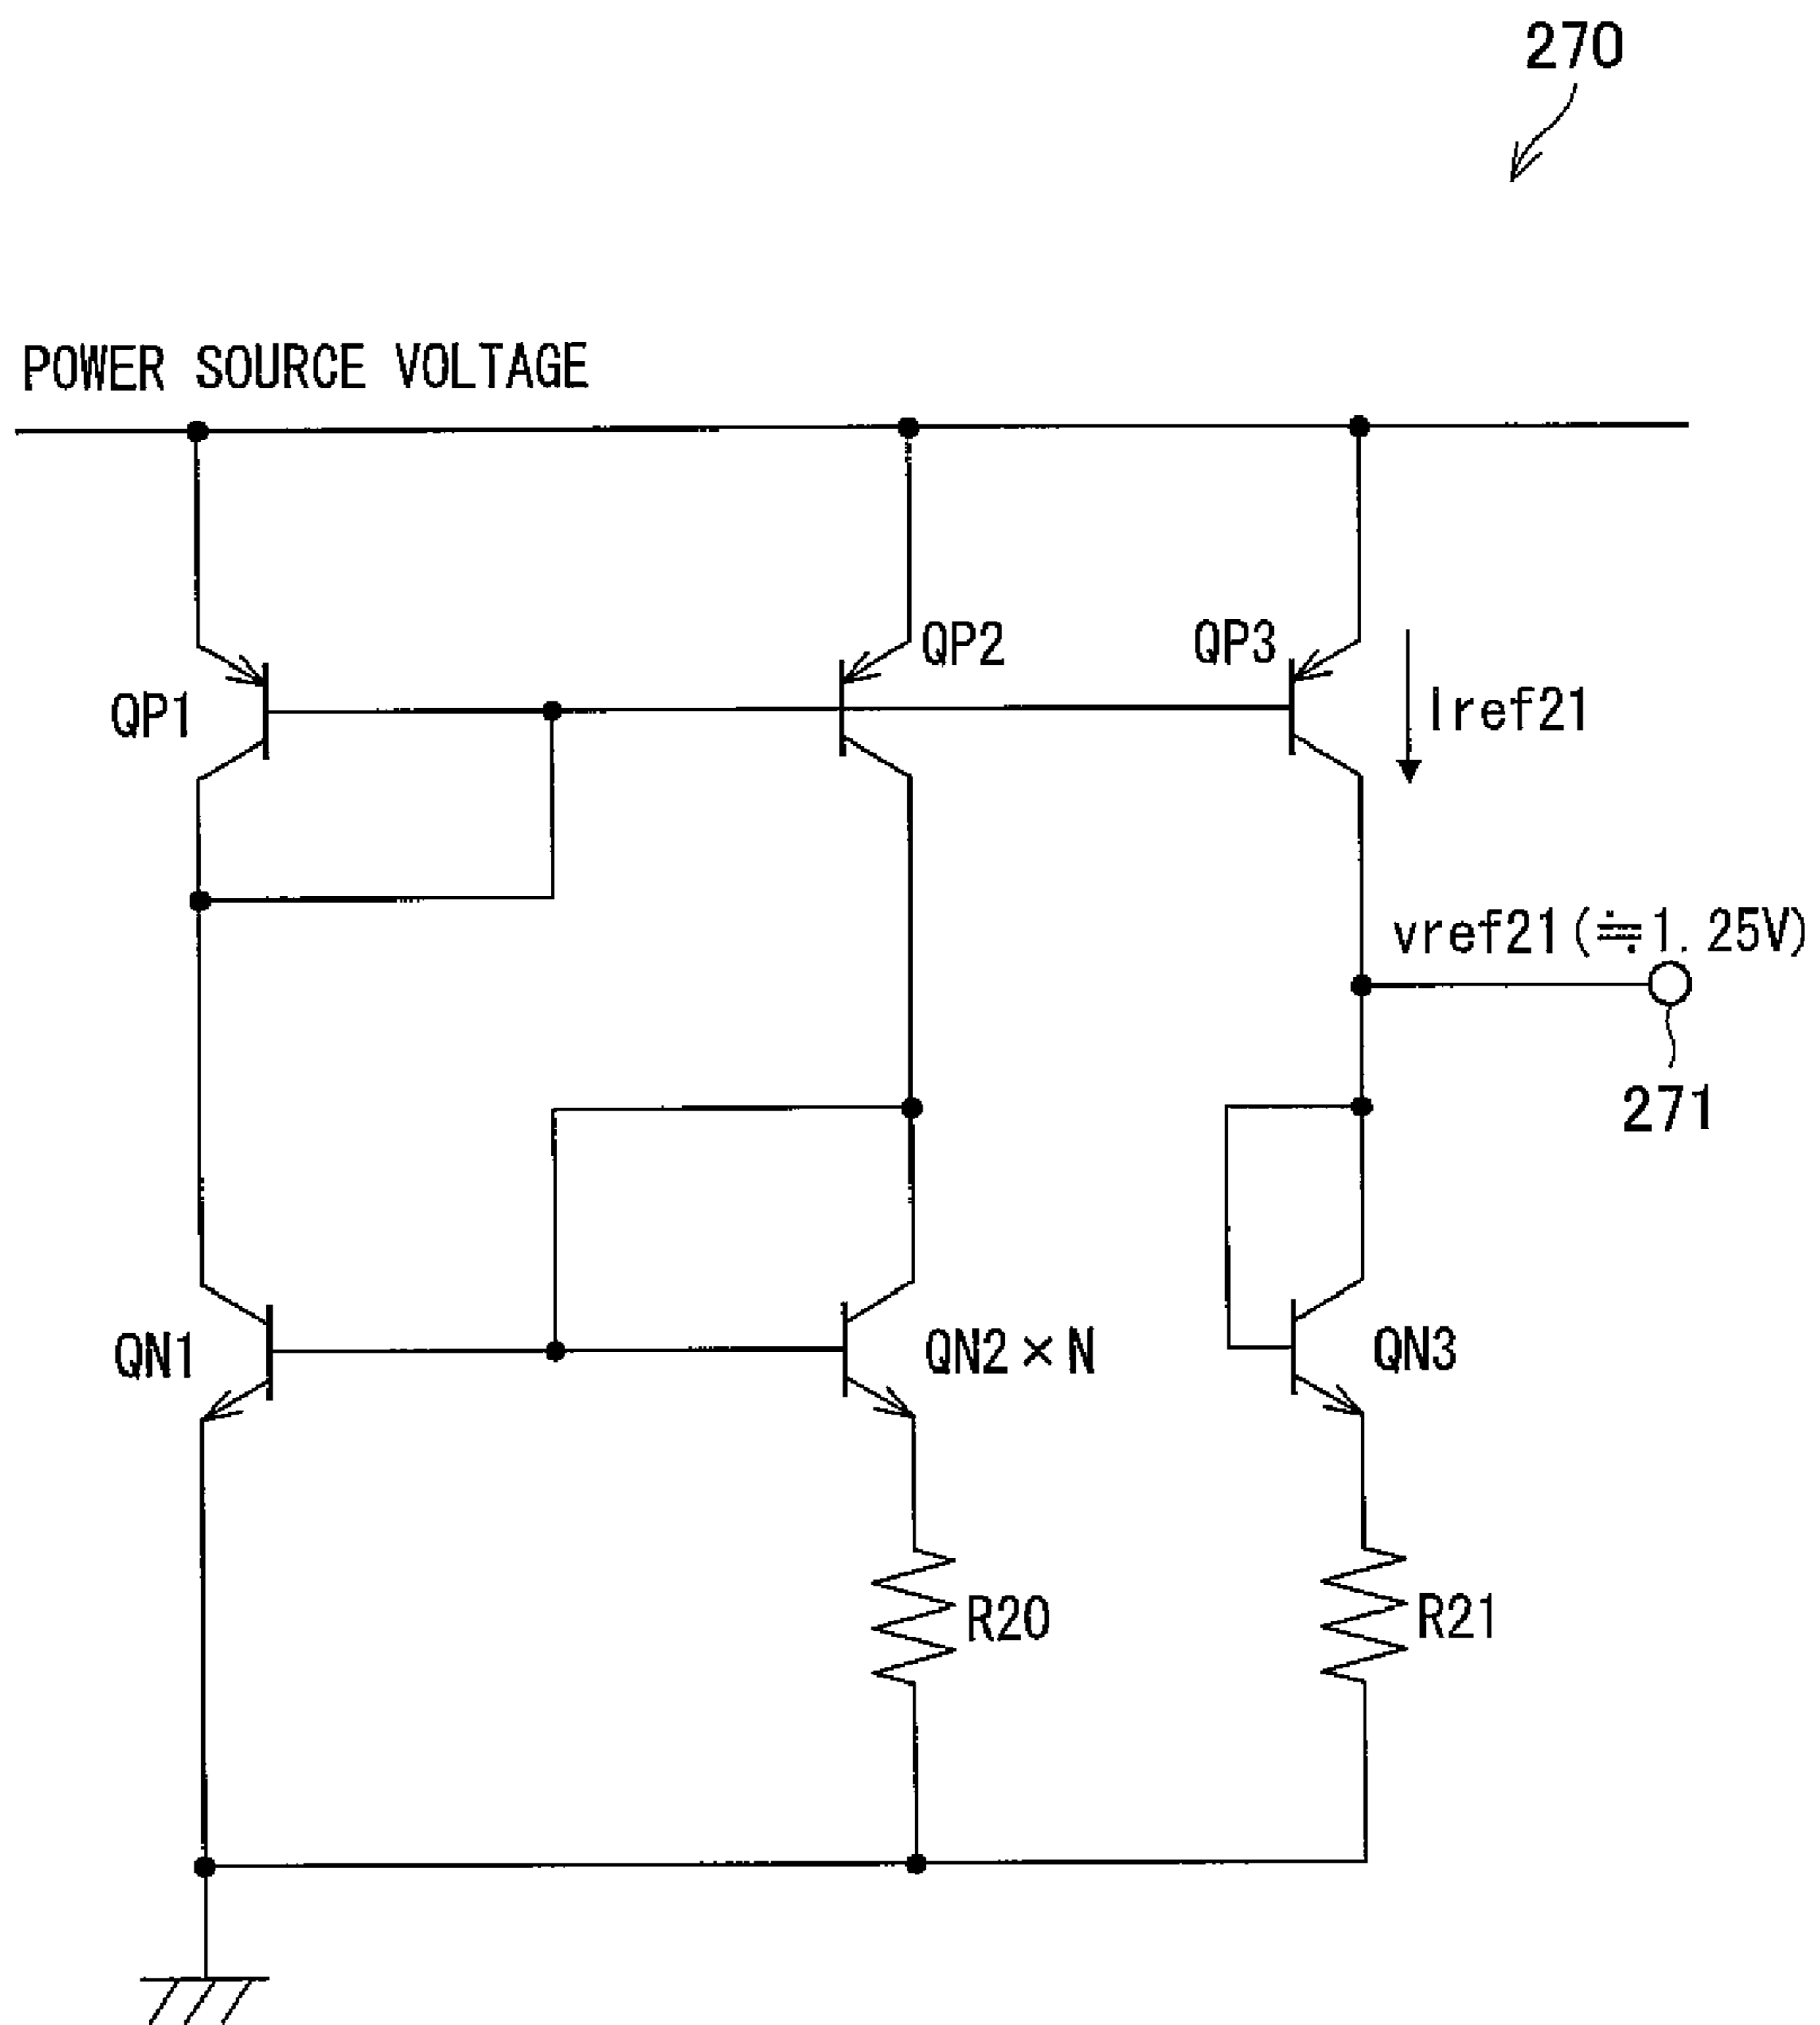 270
POWER SOURCE VOLTAGE
QP1
QP2
QP3
Iref21
vref21(≒1.25V)
271
QN1
QN2×N
QN3
R20
R21